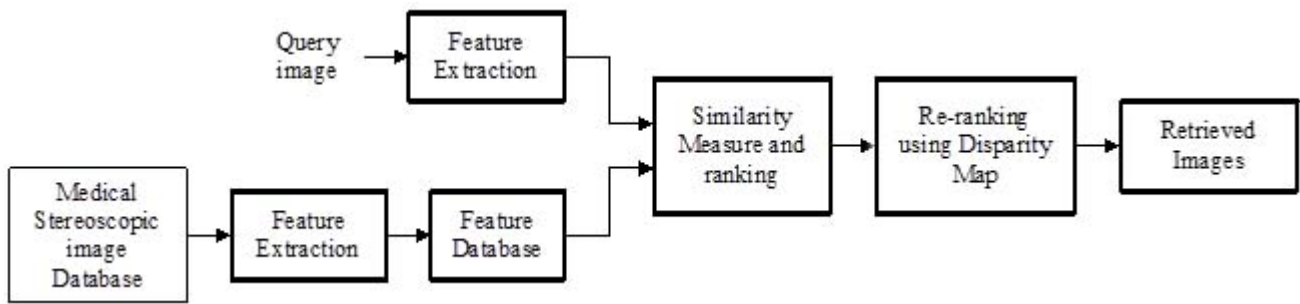 Query
image
Feature
Extraction
Similarity
Measure and
ranking
Re-ranking
using Disparity
Map
Retrieved
Images
Medical
Stereoscopic
image
Database
Feature
Extraction
Feature
Database